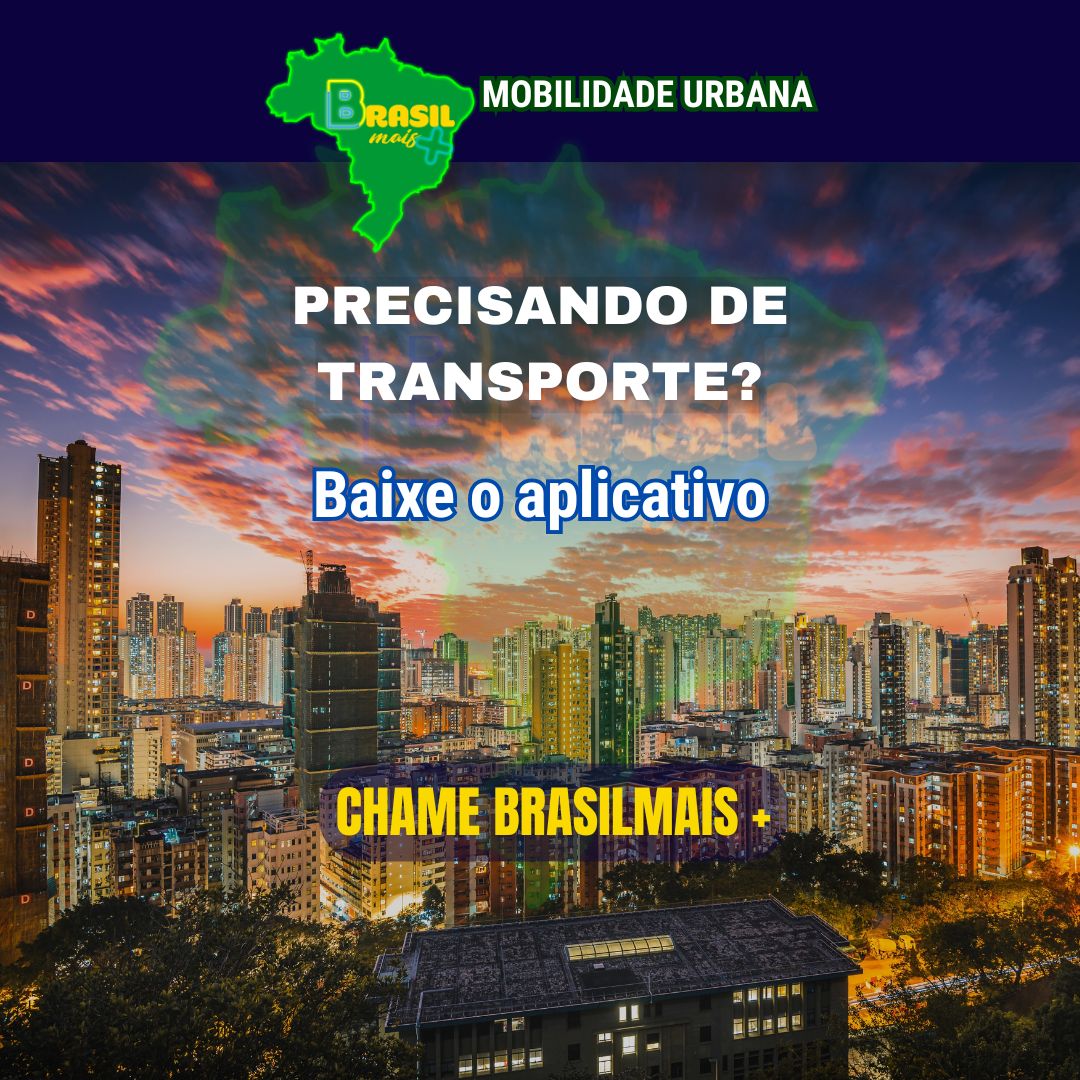 BRASIL
mais+
MOBILIDADE URBANA
PRECISANDO DE
TRANSPORTE?
Baixe o aplicativo
CHAME BRASILMAIS +
D
D
D
D
D